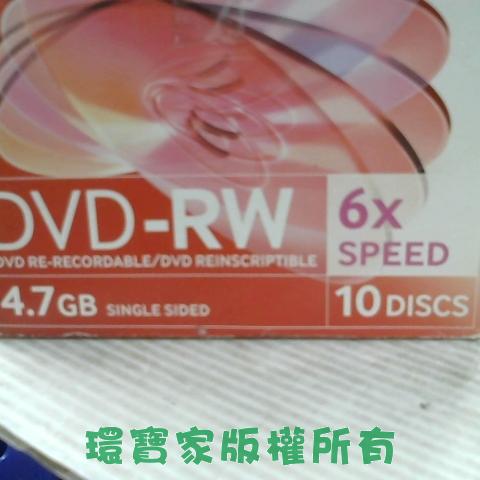 DVD-RW
DVD RE-RECORDABLE/DVD REINSCRIPTIBLE
6x
SPEED
4.7GB SINGLE SIDED
10 DISCS
環寶家版權所有